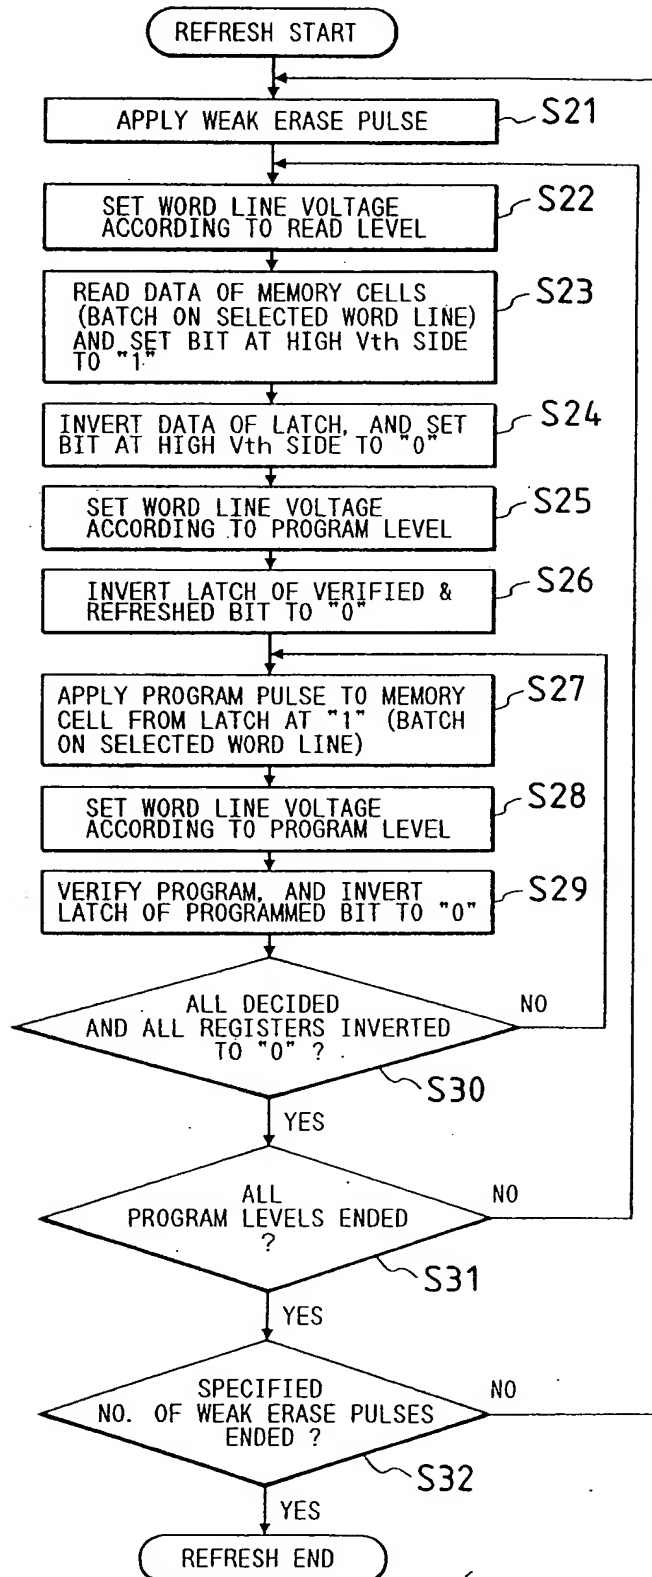 REFRESH START
APPLY WEAK ERASE PULSE
S21
SET WORD LINE VOLTAGE
ACCORDING TO READ LEVEL
S22
READ DATA OF MEMORY CELLS
(BATCH ON SELECTED WORD LINE)
AND SET BIT AT HIGH Vth SIDE
TO "1"
S23
INVERT DATA OF LATCH, AND SET
BIT AT HIGH Vth SIDE TO "0"
S24
SET WORD LINE VOLTAGE
ACCORDING TO PROGRAM LEVEL
S25
INVERT LATCH OF VERIFIED &
REFRESHED BIT TO "0"
S26
APPLY PROGRAM PULSE TO MEMORY
CELL FROM LATCH AT "1" (BATCH
ON SELECTED WORD LINE)
S27
SET WORD LINE VOLTAGE
ACCORDING TO PROGRAM LEVEL
S28
VERIFY PROGRAM, AND INVERT
LATCH OF PROGRAMMED BIT TO "0"
S29
ALL DECIDED
AND ALL REGISTERS INVERTED
TO "0" ?
NO
S30
YES
ALL
PROGRAM LEVELS ENDED
?
NO
S31
YES
SPECIFIED
NO. OF WEAK ERASE PULSES
ENDED ?
NO
S32
YES
REFRESH END